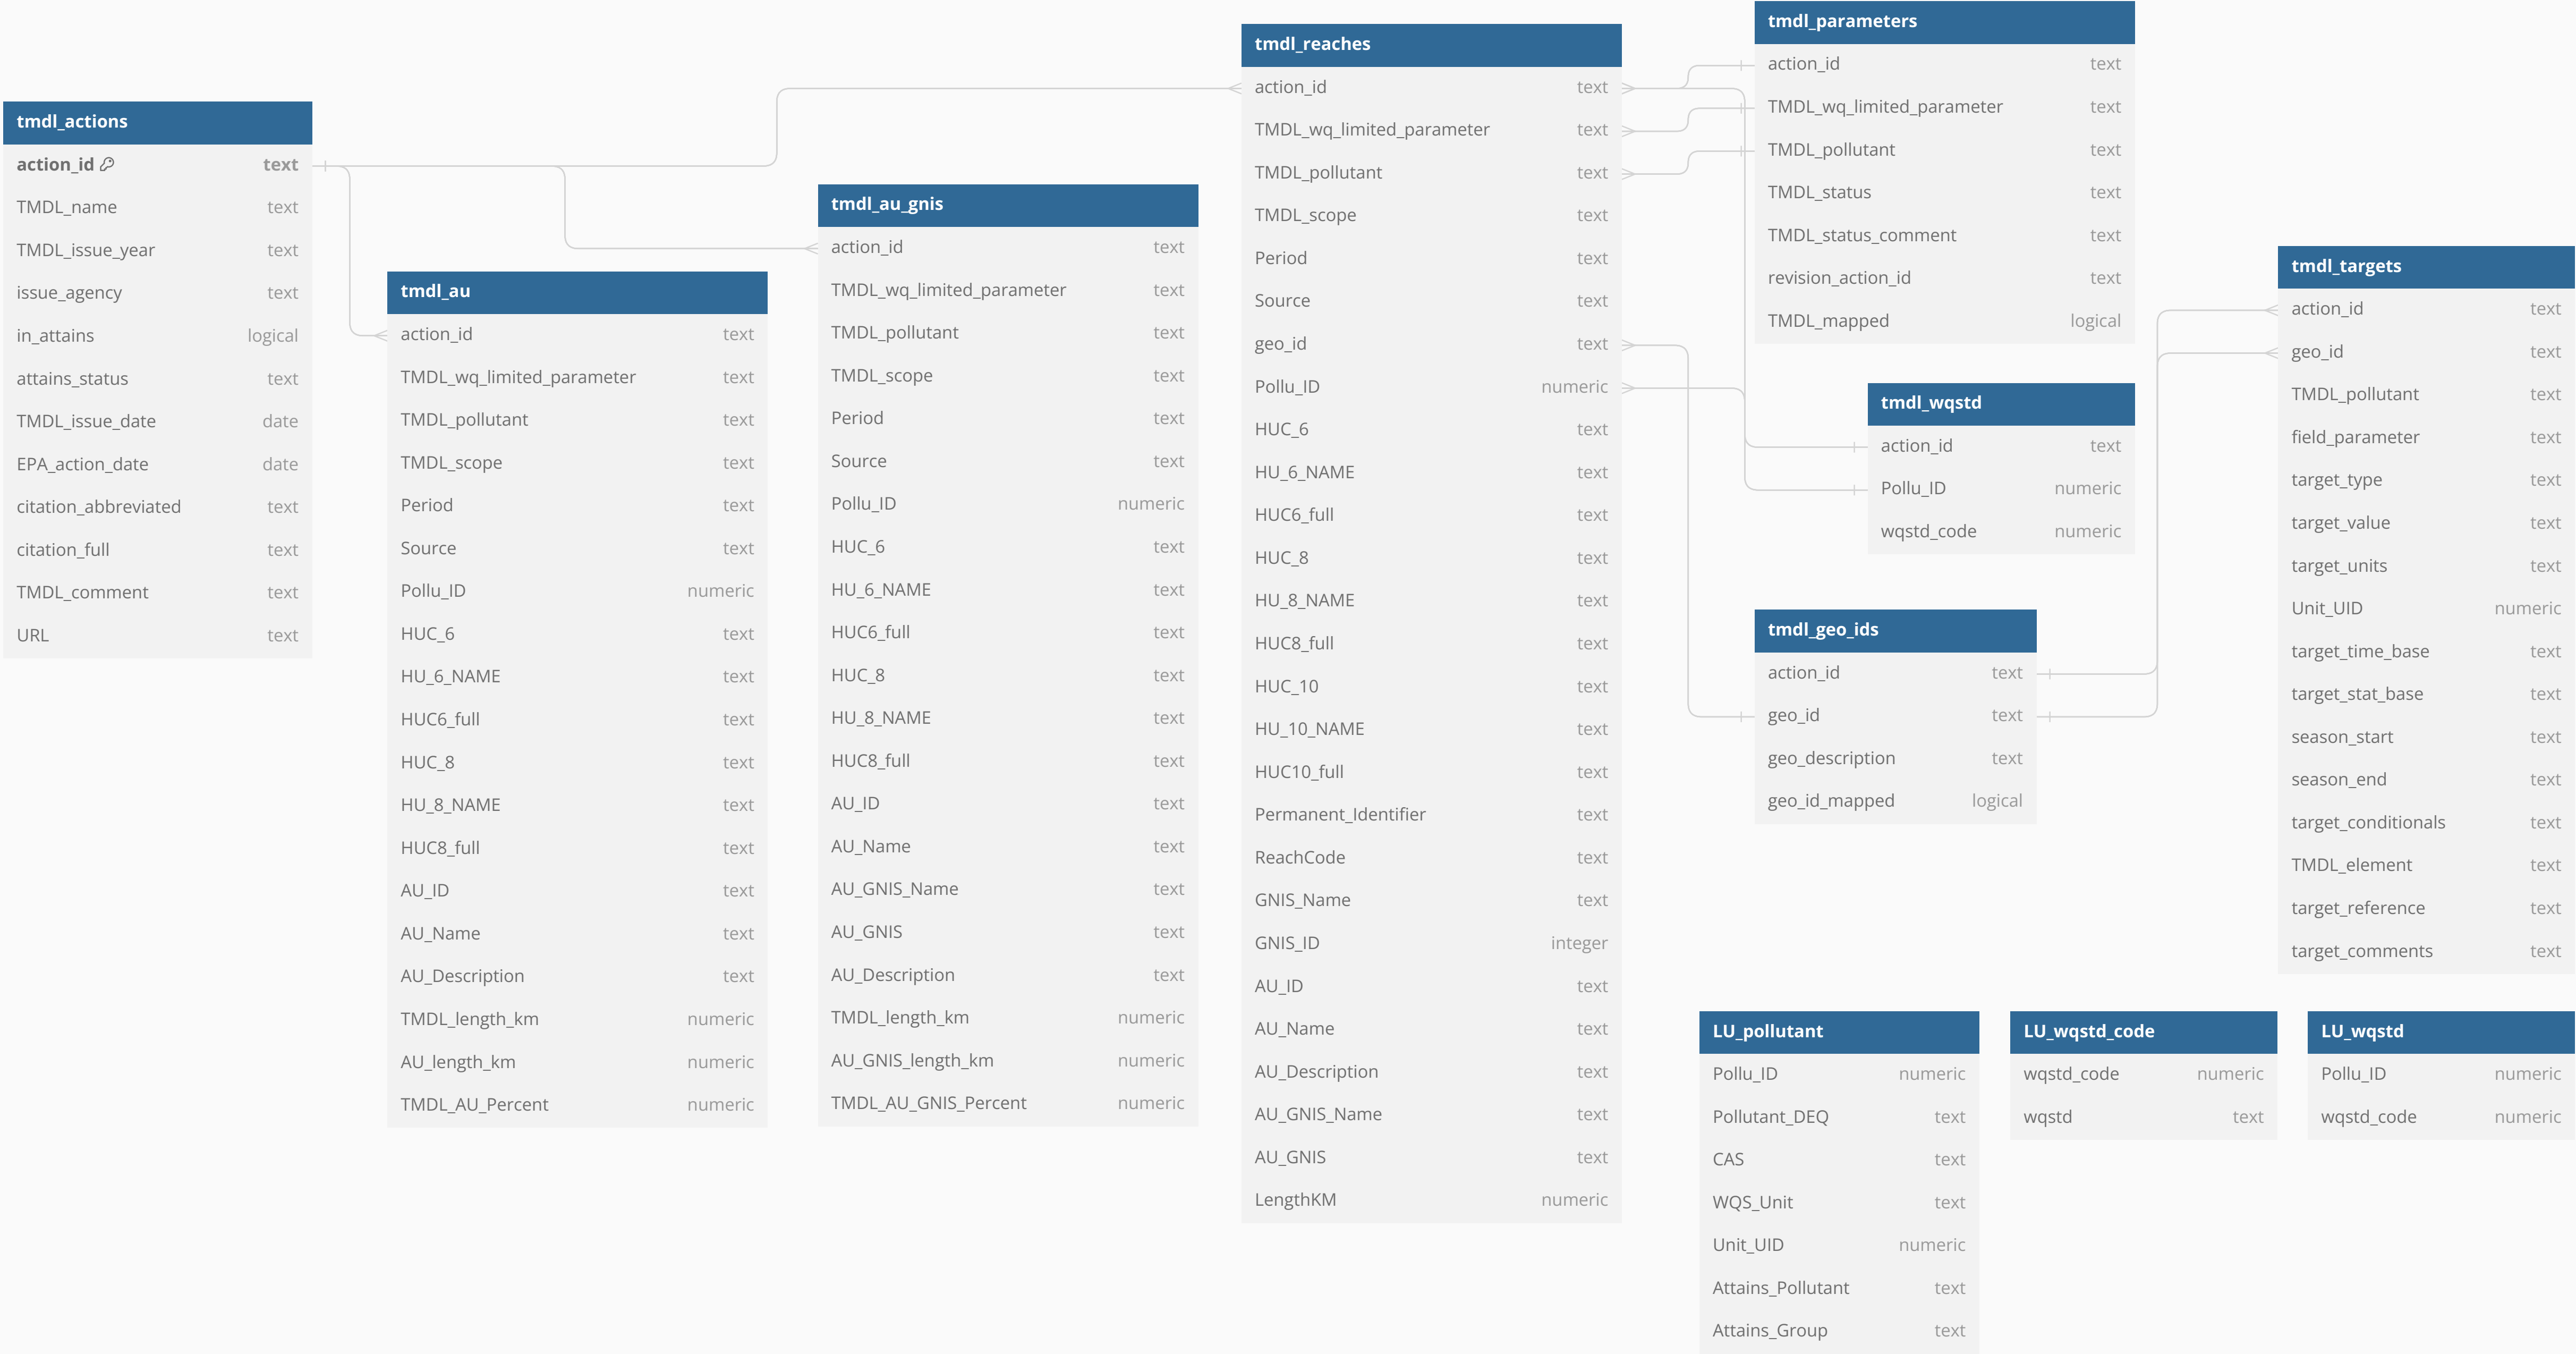 tmdl_actions
action_id text
TMDL_name text
TMDL_issue_year text
issue_agency text
in_attains logical
attains_status text
TMDL_issue_date date
EPA_action_date date
citation_abbreviated text
citation_full text
TMDL_comment text
URL text
tmdl_au
action_id text
TMDL_wq_limited_parameter text
TMDL_pollutant text
TMDL_scope text
Period text
Source text
Pollu_ID numeric
HUC_6 text
HU_6_NAME text
HUC6_full text
HUC_8 text
HU_8_NAME text
HUC8_full text
AU_ID text
AU_Name text
AU_Description text
TMDL_length_km numeric
AU_length_km numeric
TMDL_AU_Percent numeric
tmdl_au_gnis
action_id text
TMDL_wq_limited_parameter text
TMDL_pollutant text
TMDL_scope text
Period text
Source text
Pollu_ID numeric
HUC_6 text
HU_6_NAME text
HUC6_full text
HUC_8 text
HU_8_NAME text
HUC8_full text
AU_ID text
AU_Name text
AU_GNIS_Name text
AU_GNIS text
AU_Description text
TMDL_length_km numeric
AU_GNIS_length_km numeric
TMDL_AU_GNIS_Percent numeric
tmdl_reaches
action_id text
TMDL_wq_limited_parameter text
TMDL_pollutant text
TMDL_scope text
Period text
Source text
geo_id text
Pollu_ID numeric
HUC_6 text
HU_6_NAME text
HUC6_full text
HUC_8 text
HU_8_NAME text
HUC8_full text
HUC_10 text
HU_10_NAME text
HUC10_full text
Permanent_Identifier text
ReachCode text
GNIS_Name text
GNIS_ID integer
AU_ID text
AU_Name text
AU_Description text
AU_GNIS_Name text
AU_GNIS text
LengthKM numeric
tmdl_parameters
action_id text
TMDL_wq_limited_parameter text
TMDL_pollutant text
TMDL_status text
TMDL_status_comment text
revision_action_id text
TMDL_mapped logical
tmdl_wqstd
action_id text
Pollu_ID numeric
wqstd_code numeric
tmdl_geo_ids
action_id text
geo_id text
geo_description text
geo_id_mapped logical
tmdl_targets
action_id text
geo_id text
TMDL_pollutant text
field_parameter text
target_type text
target_value text
target_units text
Unit_UID numeric
target_time_base text
target_stat_base text
season_start text
season_end text
target_conditionals text
TMDL_element text
target_reference text
target_comments text
LU_pollutant
Pollu_ID numeric
Pollutant_DEQ text
CAS text
WQS_Unit text
Unit_UID numeric
Attains_Pollutant text
Attains_Group text
LU_wqstd_code
wqstd_code numeric
wqstd text
LU_wqstd
Pollu_ID numeric
wqstd_code numeric